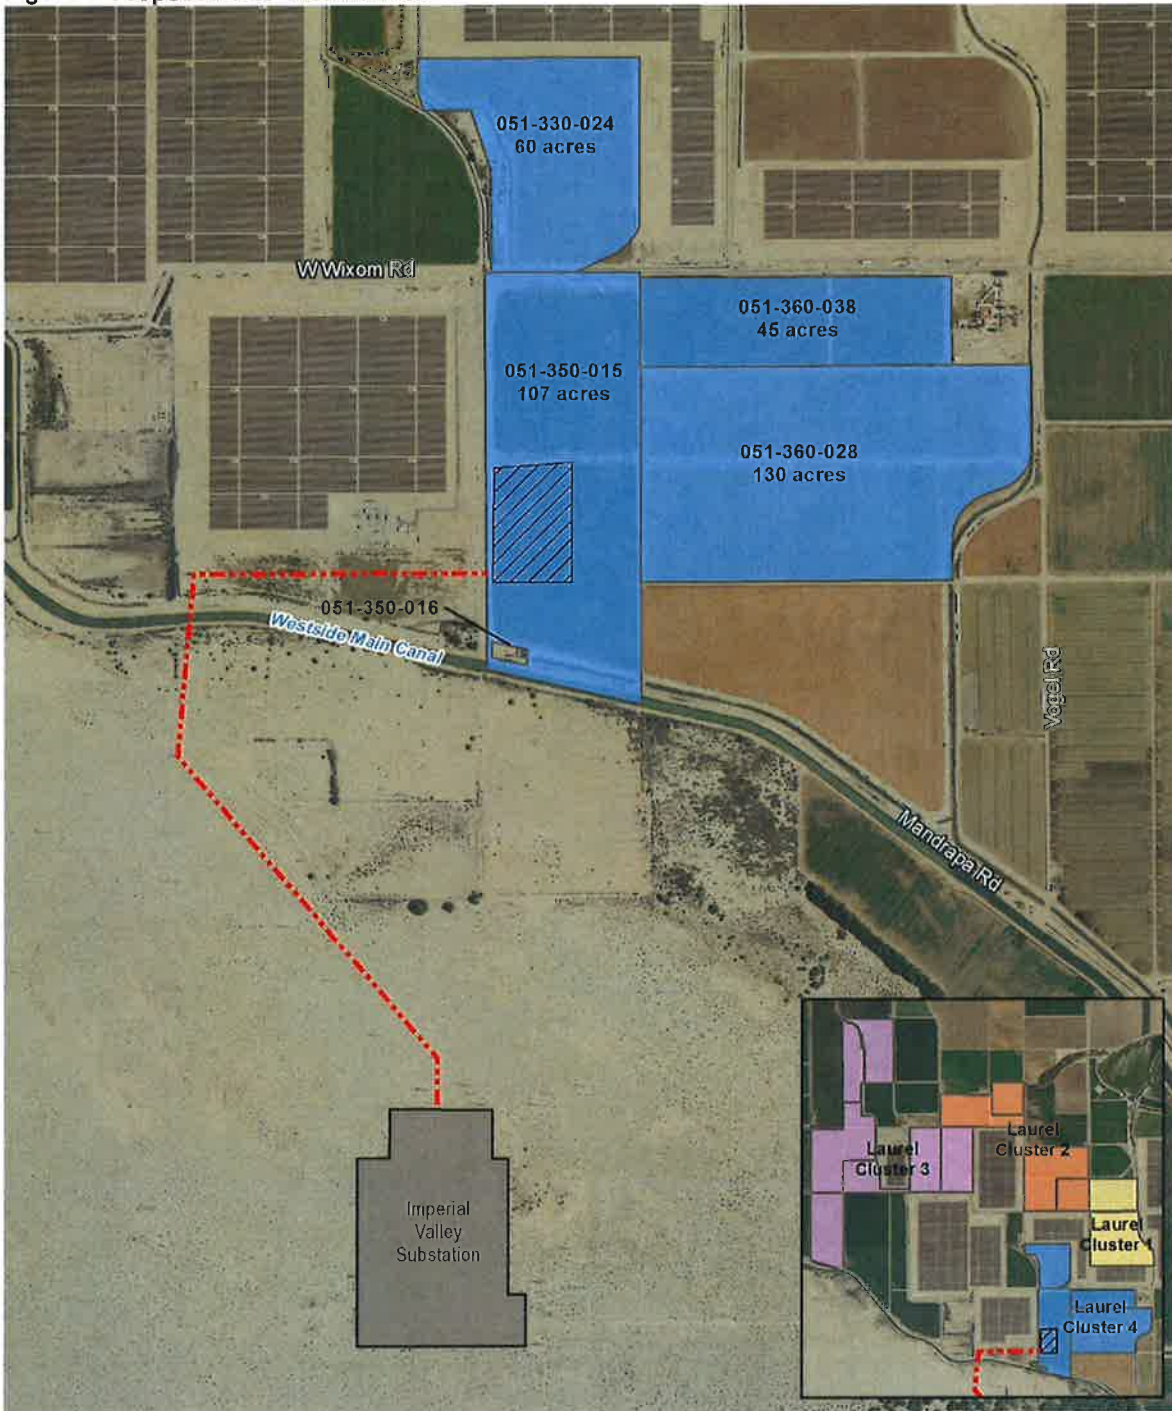 051-330-024
60 acres
W Wixom Rd
051-360-038
45 acres
051-350-015
107 acres
051-360-028
130 acres
051-350-016
Westside Main Canal
Vogel Rd
Mandrapa Rd
Imperial
Valley
Substation
Laurel
Cluster 2
Laurel
Cluster 3
Laurel
Cluster 1
Laurel
Cluster 4